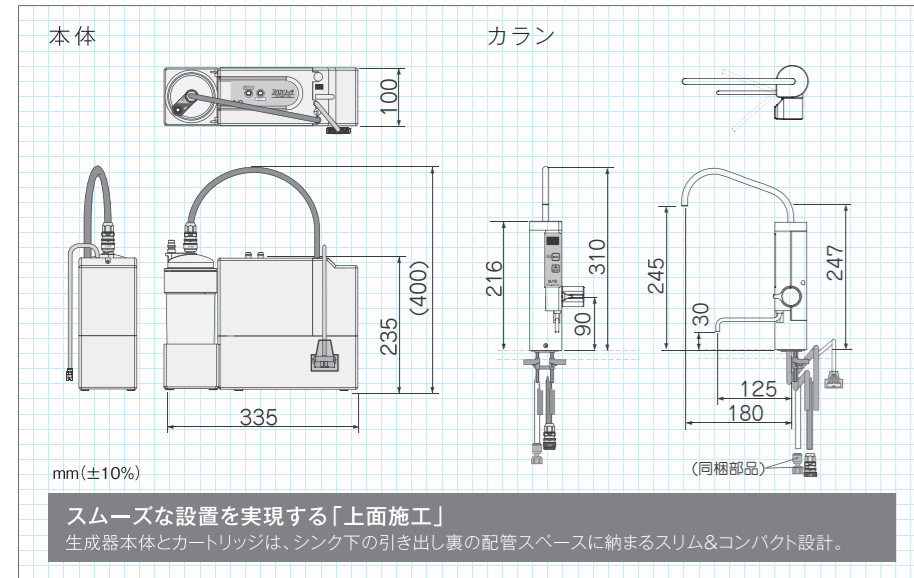 本体
カラン
100
(400)
235
335
216
310
90
245
30
247
125
180
(同梱部品)
mm(±10%)
スムーズな設置を実現する「上面施工」
生成器本体とカートリッジは、シンク下の引き出し裏の配管スペースに納まるスリム&コンパクト設計。